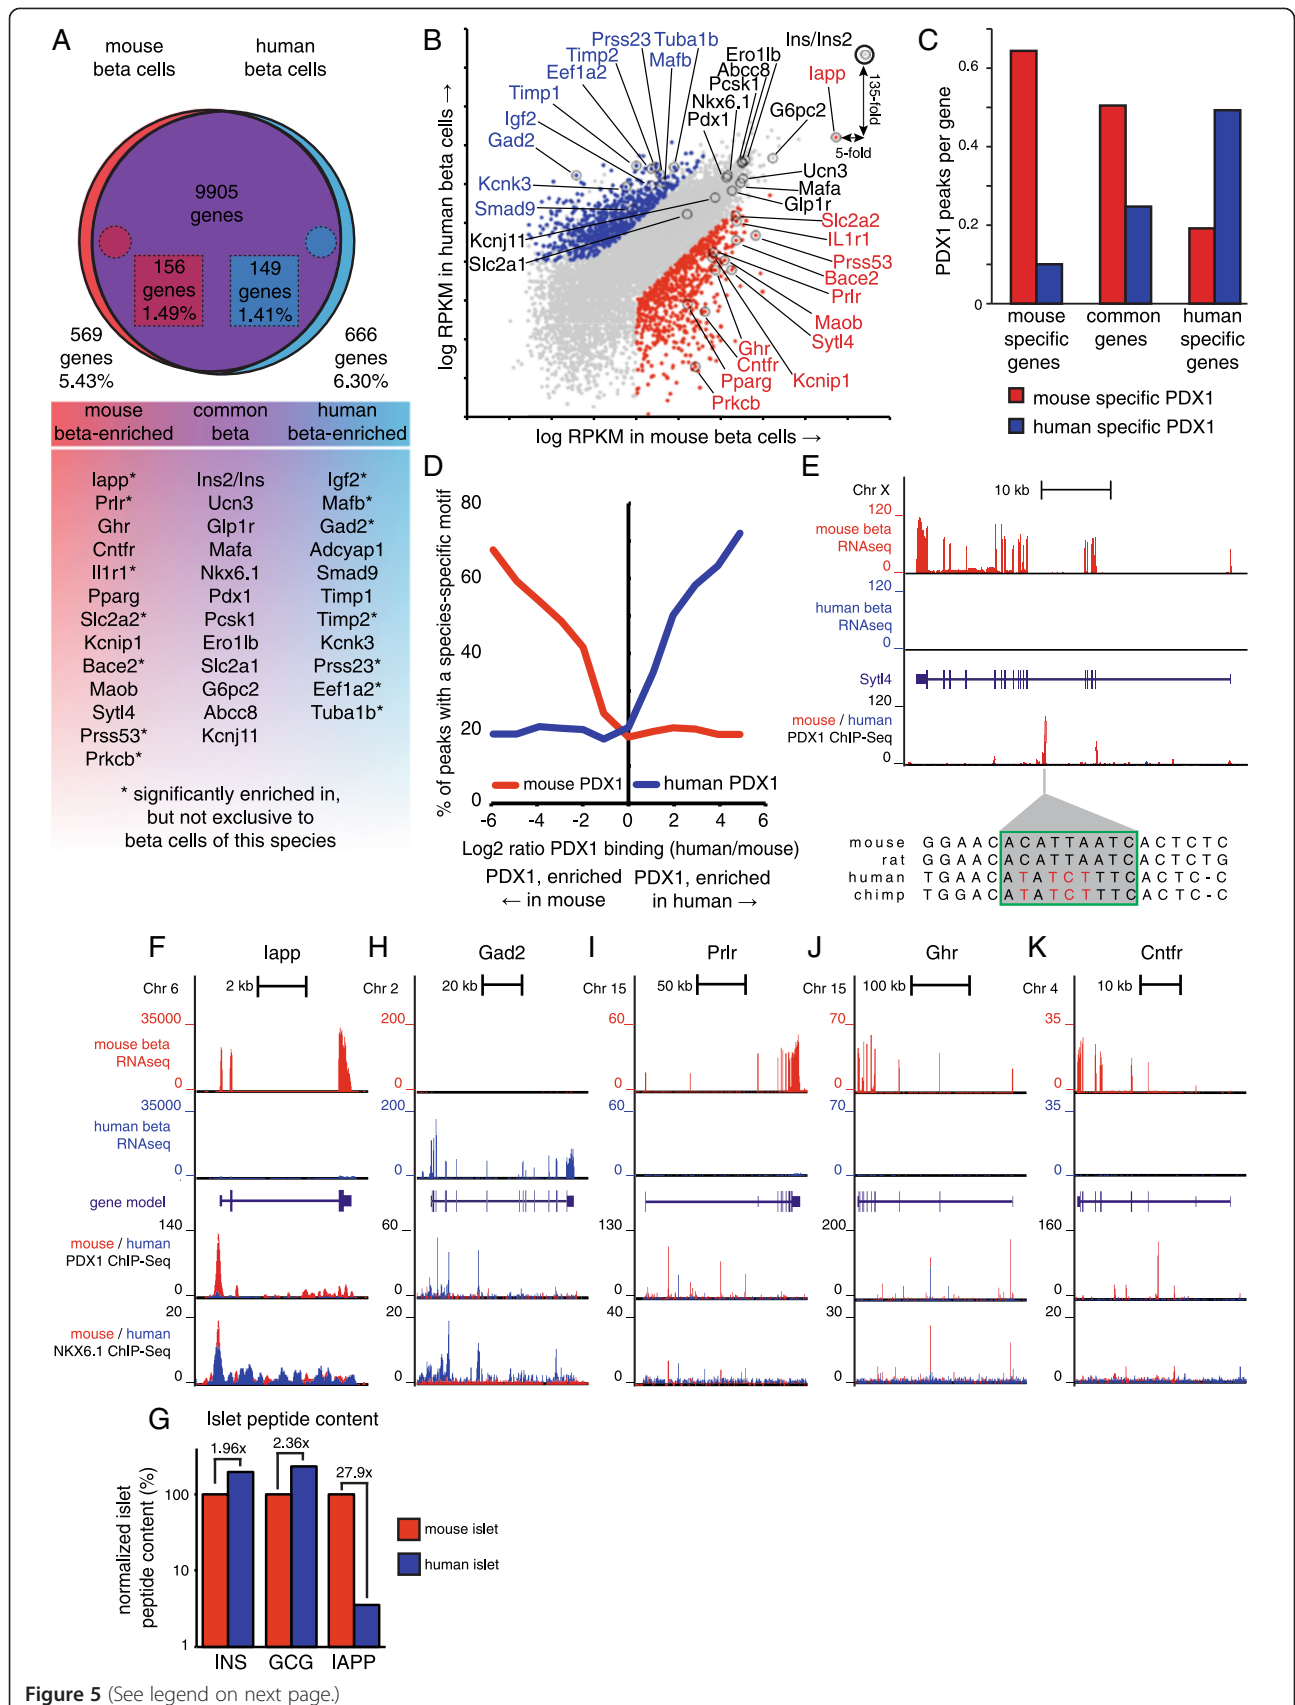 A
mouse
beta cells
human
beta cells
9905
genes
156
genes
1.49%
149
genes
1.41%
569
genes
5.43%
666
genes
6.30%
mouse
beta-enriched
common
beta
human
beta-enriched
Iapp*
Ins2/Ins
Igf2*
Prlr*
Ucn3
Mafb*
Ghr
Glp1r
Gad2*
Cntfr
Mafa
Adcyap1
Il1r1*
Nkx6.1
Smad9
Pparg
Pdx1
Timp1
Slc2a2*
Pcsk1
Timp2*
Kcnip1
Ero1lb
Kcnk3
Bace2*
Slc2a1
Prss23*
Maob
G6pc2
Eef1a2*
Sytl4
Abcc8
Tuba1b*
Prss53*
Kcnj11
Prkcb*
* significantly enriched in,
but not exclusive to
beta cells of this species
B
log RPKM in human beta cells →
log RPKM in mouse beta cells →
Prss23
Tuba1b
Timp2
Mafb
Eef1a2
Timp1
Igf2
Gad2
Kcnk3
Smad9
Kcnj11
Slc2a1
Ins/Ins2
Ero1lb
Abcc8
Pcsk1
Nkx6.1
Pdx1
Iapp
135-fold
5-fold
G6pc2
Ucn3
Mafa
Glp1r
Slc2a2
IL1r1
Prss53
Bace2
Prlr
Maob
Sytl4
Ghr
Cntfr
Pparg
Kcnip1
Prkcb
C
PDX1 peaks per gene
0.6
0.4
0.2
0
mouse
specific
genes
common
genes
human
specific
genes
mouse specific PDX1
human specific PDX1
D
% of peaks with a species-specific motif
80
60
40
20
0
mouse PDX1
human PDX1
-6
-4
-2
0
2
4
6
Log2 ratio PDX1 binding (human/mouse)
PDX1, enriched
← in mouse
PDX1, enriched
in human →
E
Chr X
10 kb
120
mouse beta
RNAseq
0
120
human beta
RNAseq
0
Sytl4
120
mouse / human
PDX1 ChIP-Seq
0
mouse G G A A C A C A T T A A T C A C T C T C
rat G G A A C A C A T T A A T C A C T C T G
human T G A A C A T A T C T T T C A C T C - C
chimp T G G A C A T A T C T T T C A C T C - C
F
Iapp
Chr 6
2 kb
35000
mouse beta
RNAseq
0
35000
human beta
RNAseq
0
gene model
140
mouse / human
PDX1 ChIP-Seq
0
20
mouse / human
NKX6.1 ChIP-Seq
0
H
Gad2
Chr 2
20 kb
200
0
200
0
60
0
20
0
I
Prlr
Chr 15
50 kb
60
0
60
0
130
0
40
0
J
Ghr
Chr 15
100 kb
70
0
70
0
200
0
30
0
K
Cntfr
Chr 4
10 kb
35
0
35
0
160
0
20
0
G
Islet peptide content
normalized islet
peptide content (%)
100
10
1
1.96x
2.36x
27.9x
INS
GCG
IAPP
mouse islet
human islet
Figure 5 (See legend on next page.)